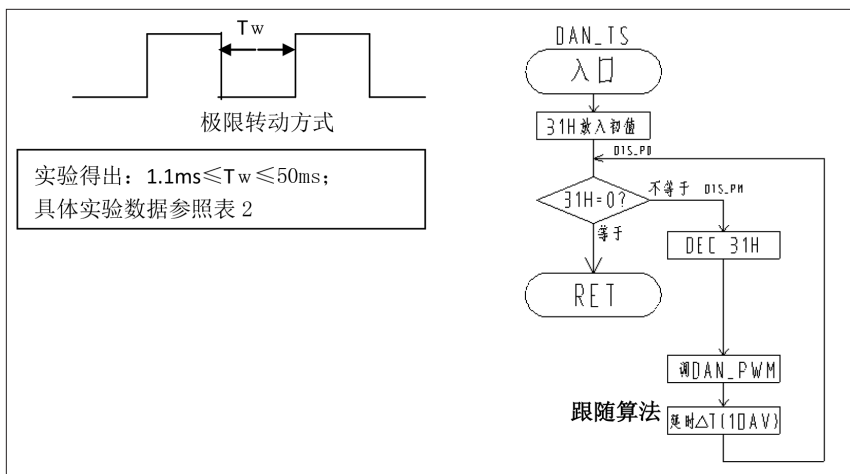 Tw
极限转动方式
实验得出：1.1ms≤Tw≤50ms；
具体实验数据参照表 2
DAN_TS
入口
31H放入初值
D1S_PD
31H=0?
不等于 D1S_PM
等于
DEC 31H
RET
调DAN_PWM
跟随算法
延时△T(1DAV)